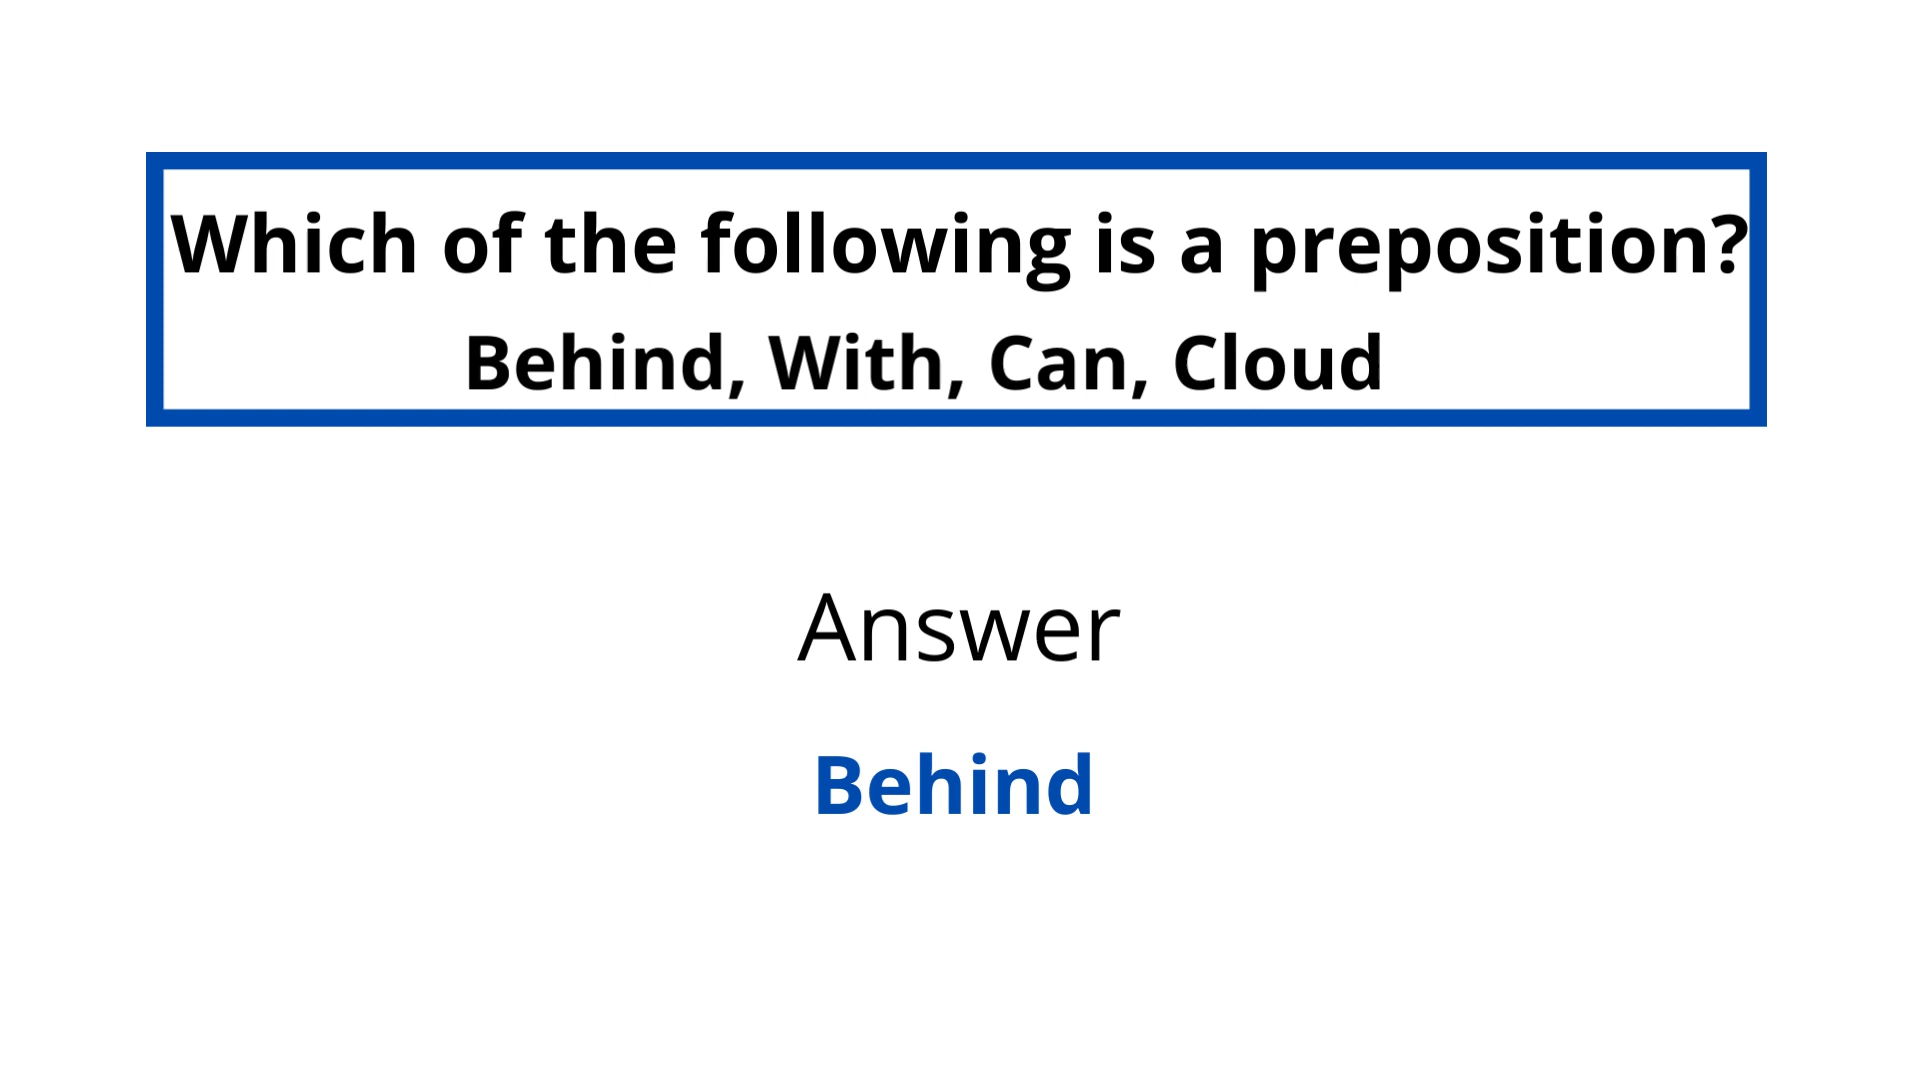 Which of the following is a preposition?
Behind, With, Can, Cloud
Answer
Behind